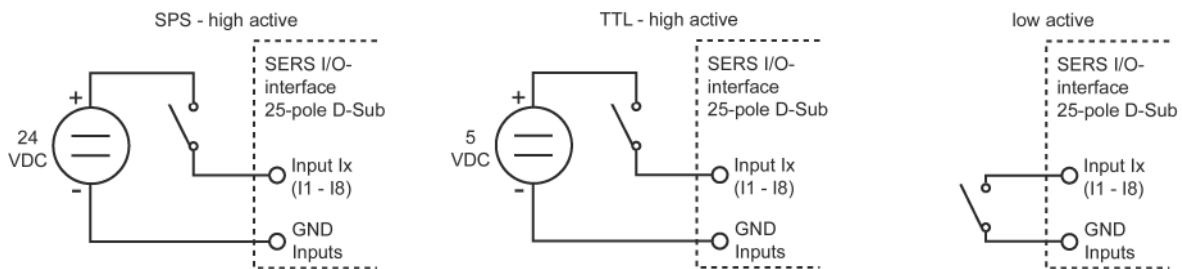 SPS - high active
SERS I/O-
interface
25-pole D-Sub
+
24
VDC
-
Input Ix
(I1 - I8)
GND
Inputs
TTL - high active
SERS I/O-
interface
25-pole D-Sub
+
5
VDC
-
Input Ix
(I1 - I8)
GND
Inputs
low active
SERS I/O-
interface
25-pole D-Sub
Input Ix
(I1 - I8)
GND
Inputs